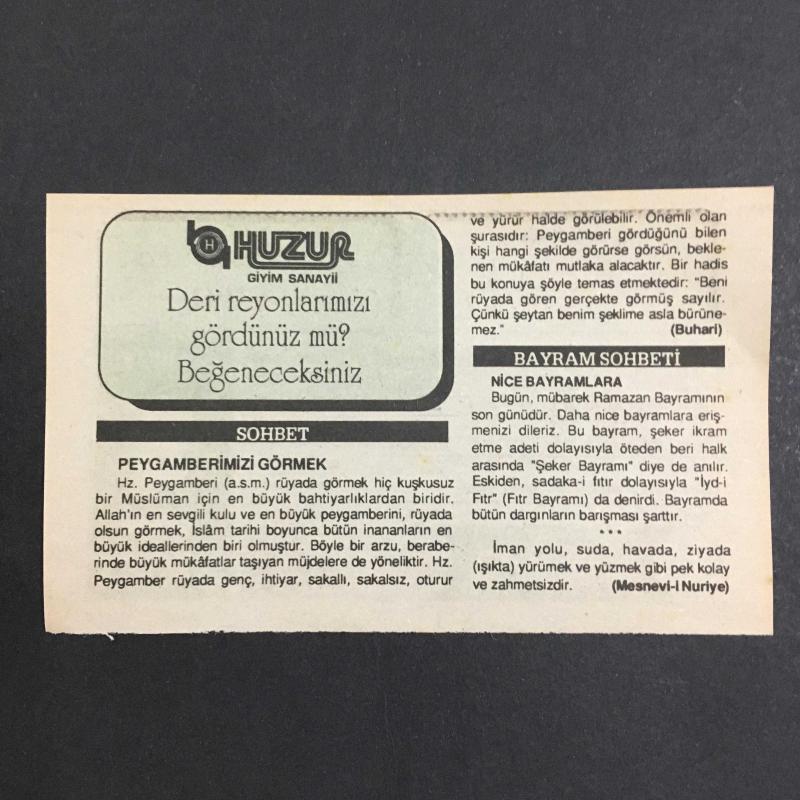 HUZUR
GİYİM SANAYİİ
Deri reyonlarımızı
gördünüz mü?
Beğeneceksiniz
SOHBET
PEYGAMBERİMİZİ GÖRMEK
Hz. Peygamberi (a.s.m.) rüyada görmek hiç kuşkusuz
bir Müslüman için en büyük bahtiyarlıklardan biridir.
Allah'ın en sevgili kulu ve en büyük peygamberini, rüyada
olsun görmek, İslâm tarihi boyunca bütün inananların en
büyük ideallerinden biri olmuştur. Böyle bir arzu, berabe-
rinde büyük mükâfatlar taşıyan müjdelere de yöneliktir. Hz.
Peygamber rüyada genç, ihtiyar, sakallı, sakalsız, oturur
ve yürür halde görülebilir. Önemli olan
şurasıdır: Peygamberi gördüğünü bilen
kişi hangi şekilde görürse görsün, bekle-
nen mükâfatı mutlaka alacaktır. Bir hadis
bu konuya şöyle temas etmektedir: "Beni
rüyada gören gerçekte görmüş sayılır.
Çünkü şeytan benim şeklime asla bürüne-
mez." (Buhari)
BAYRAM SOHBETİ
NİCE BAYRAMLARA
Bugün, mübarek Ramazan Bayramının
son günüdür. Daha nice bayramlara eriş-
menizi dileriz. Bu bayram, şeker ikram
etme adeti dolayısıyla öteden beri halk
arasında "Şeker Bayramı" diye de anılır.
Eskiden, sadaka-i fıtır dolayısıyla "İyd-i
Fıtr" (Fıtr Bayramı) da denirdi. Bayramda
bütün dargınların barışması şarttır.
***
İman yolu, suda, havada, ziyada
(ışıkta) yürümek ve yüzmek gibi pek kolay
ve zahmetsizdir. (Mesnevi-i Nuriye)